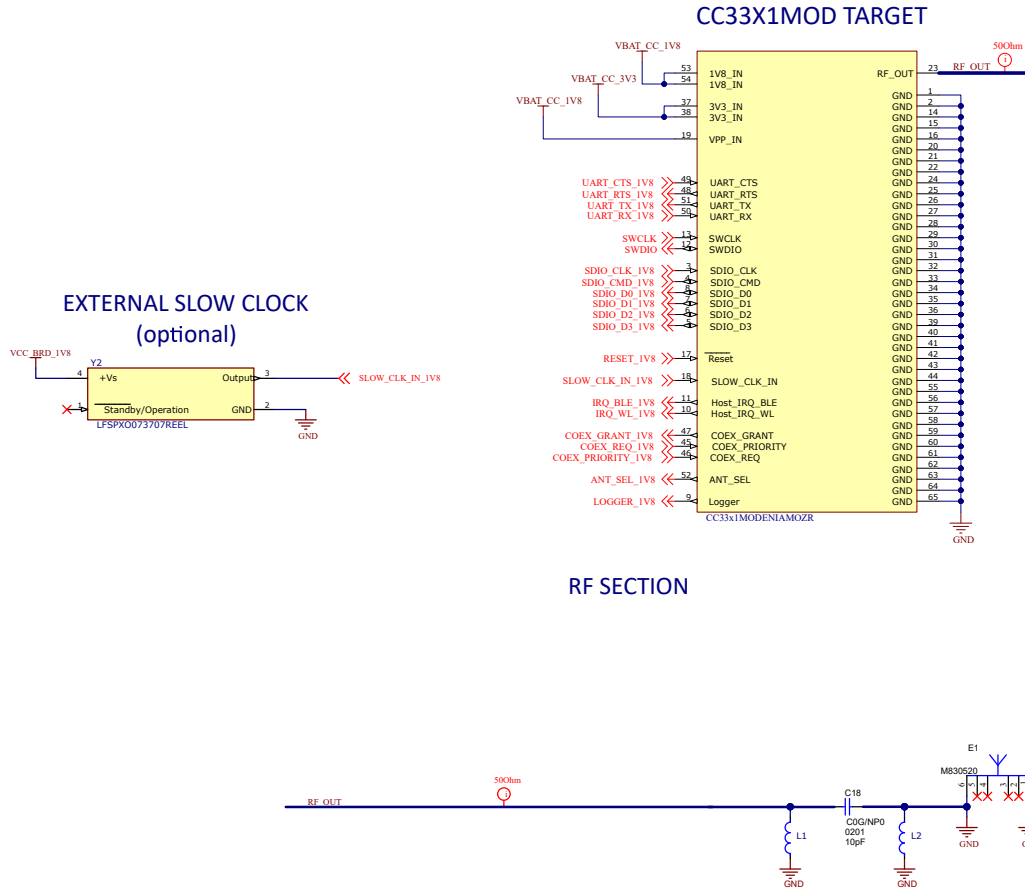 CC33X1MOD TARGET
VBAT_CC_1V8
VBAT_CC_3V3
VBAT_CC_1V8
53 1V8_IN
54 1V8_IN
37 3V3_IN
38 3V3_IN
19 VPP_IN
UART_CTS_1V8 49 UART_CTS
UART_RTS_1V8 48 UART_RTS
UART_TX_1V8 51 UART_TX
UART_RX_1V8 50 UART_RX
SWCLK 13 SWCLK
SWDIO 12 SWDIO
SDIO_CLK_1V8 3 SDIO_CLK
SDIO_CMD_1V8 4 SDIO_CMD
SDIO_D0_1V8 8 SDIO_D0
SDIO_D1_1V8 7 SDIO_D1
SDIO_D2_1V8 6 SDIO_D2
SDIO_D3_1V8 5 SDIO_D3
RESET_1V8 17 Reset
SLOW_CLK_IN_1V8 18 SLOW_CLK_IN
IRQ_BLE_1V8 11 Host_IRQ_BLE
IRQ_WL_1V8 10 Host_IRQ_WL
COEX_GRANT_1V8 47 COEX_GRANT
COEX_REQ_1V8 45 COEX_PRIORITY
COEX_PRIORITY_1V8 46 COEX_REQ
ANT_SEL_1V8 52 ANT_SEL
LOGGER_1V8 9 Logger
CC33x1MODENIAMOZR
RF_OUT 23 RF_OUT
50Ohm
i
GND 1
GND 2
GND 14
GND 15
GND 16
GND 20
GND 21
GND 22
GND 24
GND 25
GND 26
GND 27
GND 28
GND 29
GND 30
GND 31
GND 32
GND 33
GND 34
GND 35
GND 36
GND 39
GND 40
GND 41
GND 42
GND 43
GND 44
GND 55
GND 56
GND 57
GND 58
GND 59
GND 60
GND 61
GND 62
GND 63
GND 64
GND 65
GND
EXTERNAL SLOW CLOCK
(optional)
VCC_BRD_1V8
Y2
4 +Vs Output 3 SLOW_CLK_IN_1V8
1 Standby/Operation GND 2
LFSPXO073707REEL
GND
RF SECTION
RF_OUT
50Ohm
i
L1
GND
C18
C0G/NP0
0201
10pF
L2
GND
E1
M830520
6
5
4
3
2
1
GND